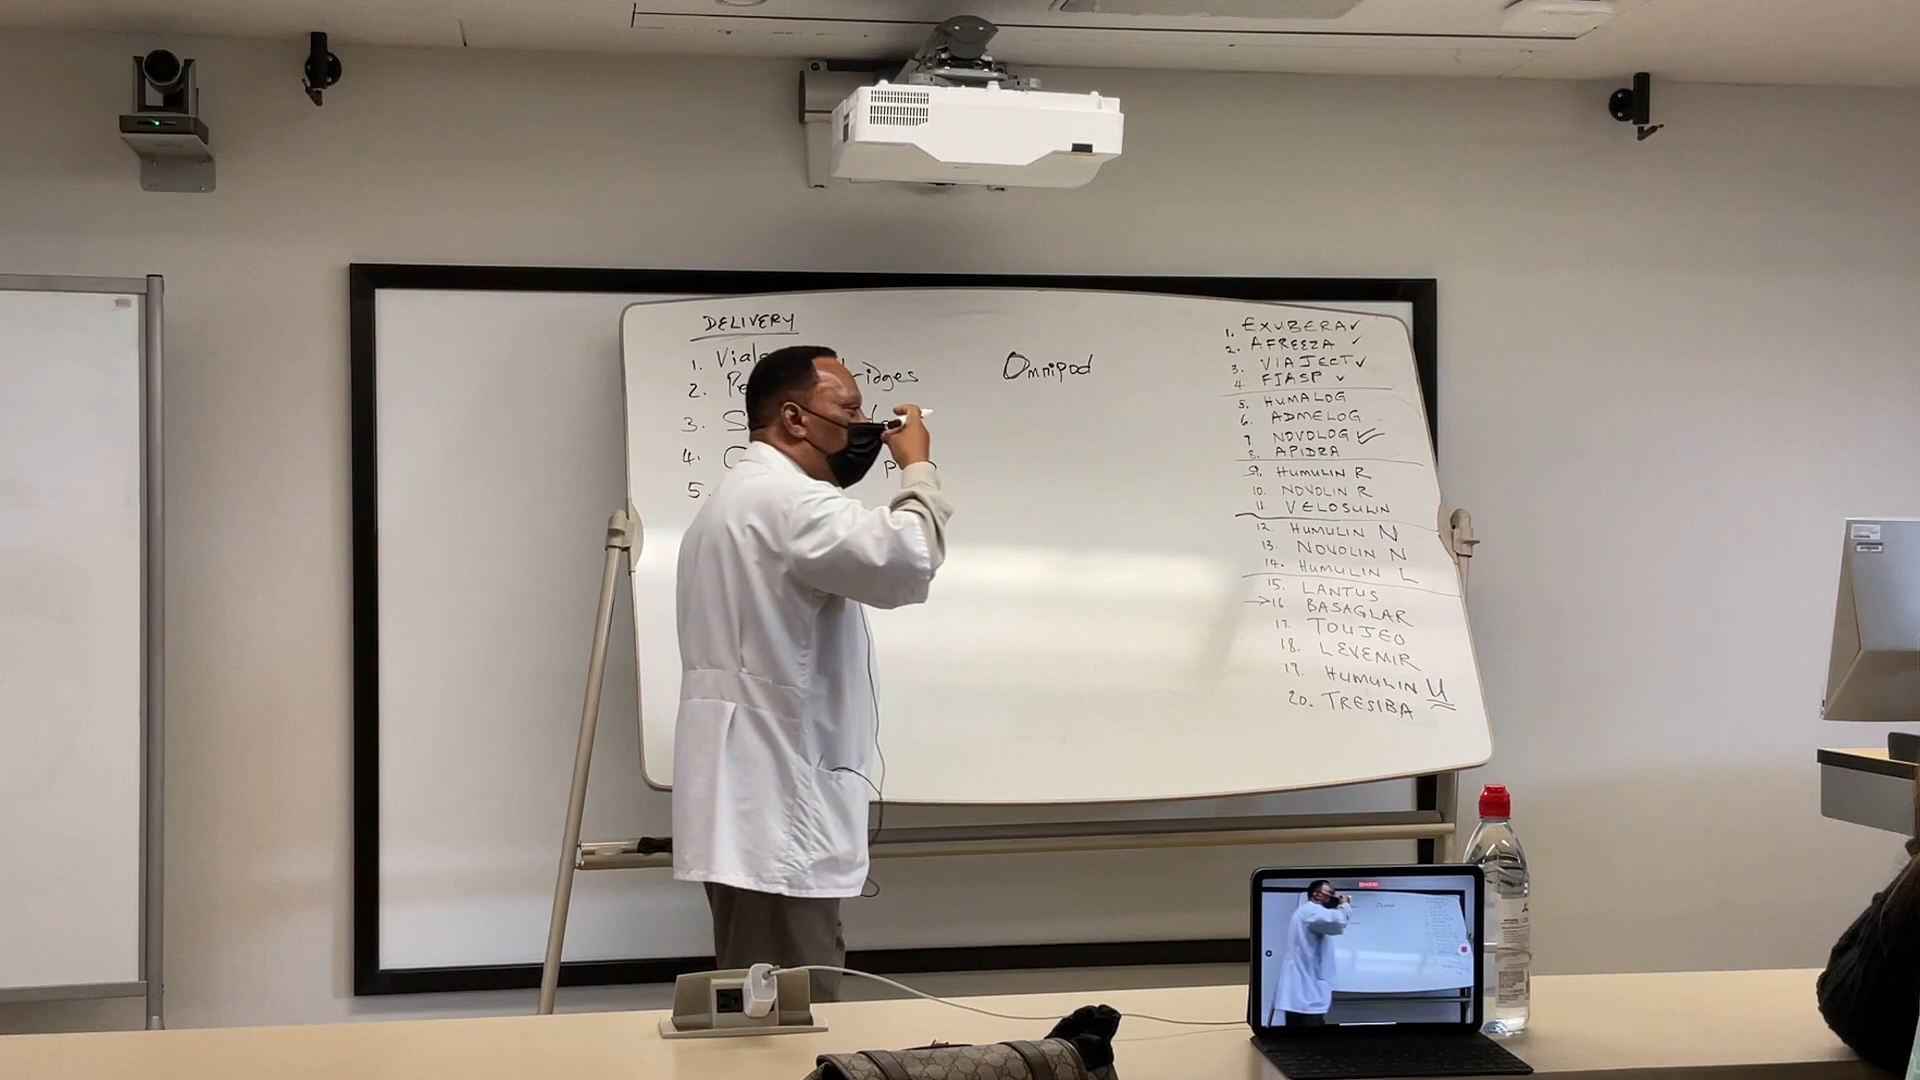 DELIVERY
1. Vials
2.
3.
4.
5.
Omnipod
1. EXUBERA ✓
2. AFREEZA ✓
3. VIAJECT ✓
4. FIASP ✓
5. HUMALOG
6. ADMELOG
7 NOVOLOG ✓
8. APIDRA
9. HUMULIN R
10. NOVOLIN R
11. VELOSULIN
12. HUMULIN N
13. NOVOLIN N
14. HUMULIN L
15. LANTUS
→16. BASAGLAR
17. TOUJEO
18. LEVEMIR
19. HUMULIN U
20. TRESIBA